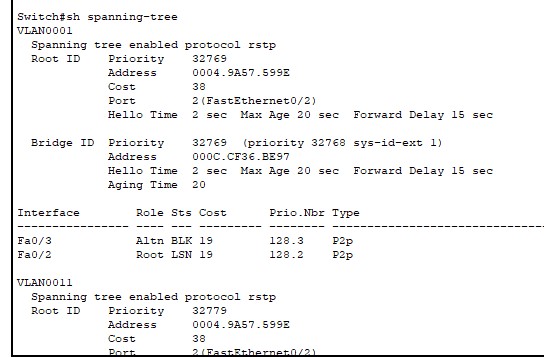 Switch#sh spanning-tree
VLAN0001
  Spanning tree enabled protocol rstp
  Root ID    Priority    32769
             Address     0004.9A57.599E
             Cost        38
             Port        2(FastEthernet0/2)
             Hello Time  2 sec  Max Age 20 sec  Forward Delay 15 sec

  Bridge ID  Priority    32769  (priority 32768 sys-id-ext 1)
             Address     000C.CF36.BE97
             Hello Time  2 sec  Max Age 20 sec  Forward Delay 15 sec
             Aging Time  20

Interface        Role Sts Cost      Prio.Nbr Type
---------------- ---- --- --------- -------- --------------------------------
Fa0/3            Altn BLK 19        128.3    P2p
Fa0/2            Root LSN 19        128.2    P2p

VLAN0011
  Spanning tree enabled protocol rstp
  Root ID    Priority    32779
             Address     0004.9A57.599E
             Cost        38
             Port        2(FastEthernet0/2)